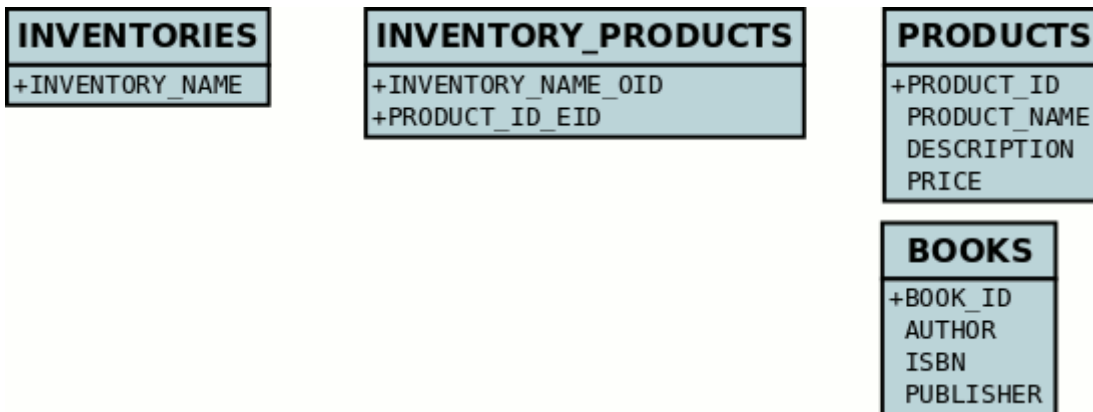 INVENTORIES
+INVENTORY_NAME
INVENTORY_PRODUCTS
+INVENTORY_NAME_OID
+PRODUCT_ID_EID
PRODUCTS
+PRODUCT_ID
PRODUCT_NAME
DESCRIPTION
PRICE
BOOKS
+BOOK_ID
AUTHOR
ISBN
PUBLISHER